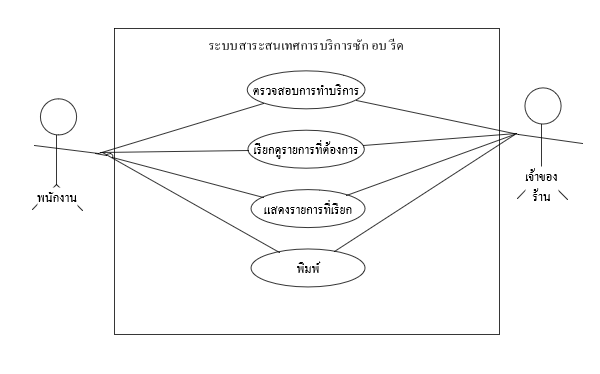 ระบบสาระสนเทศการบริการซัก อบ รีด
ตรวจสอบการทำบริการ
เรียกดูรายการที่ต้องการ
แสดงรายการที่เรียก
พิมพ์
พนักงาน
เจ้าของ
ร้าน